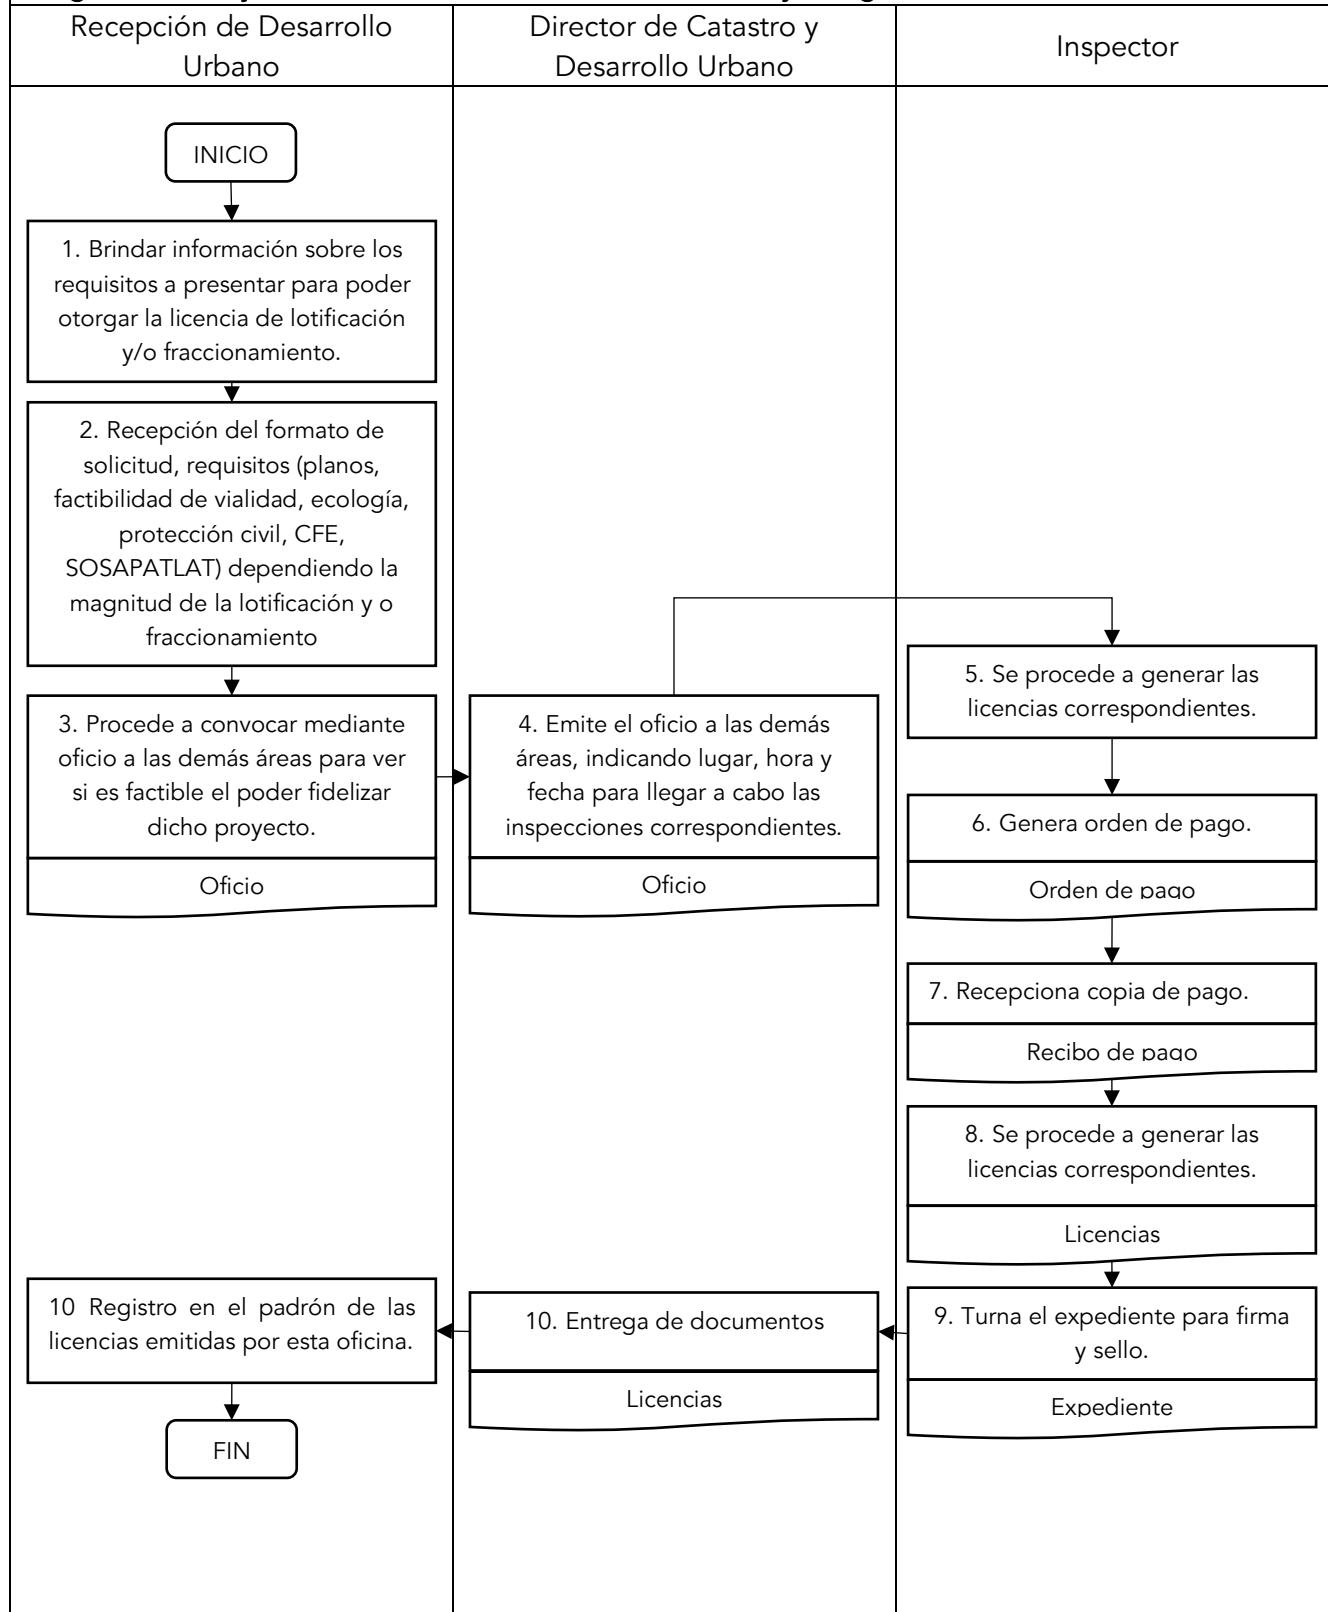 Recepción de Desarrollo
Urbano
Director de Catastro y
Desarrollo Urbano
Inspector
INICIO
1. Brindar información sobre los
requisitos a presentar para poder
otorgar la licencia de lotificación
y/o fraccionamiento.
2. Recepción del formato de
solicitud, requisitos (planos,
factibilidad de vialidad, ecología,
protección civil, CFE,
SOSAPATLAT) dependiendo la
magnitud de la lotificación y o
fraccionamiento
3. Procede a convocar mediante
oficio a las demás áreas para ver
si es factible el poder fidelizar
dicho proyecto.
Oficio
4. Emite el oficio a las demás
áreas, indicando lugar, hora y
fecha para llegar a cabo las
inspecciones correspondientes.
Oficio
5. Se procede a generar las
licencias correspondientes.
6. Genera orden de pago.
Orden de pago
7. Recepciona copia de pago.
Recibo de pago
8. Se procede a generar las
licencias correspondientes.
Licencias
9. Turna el expediente para firma
y sello.
Expediente
10. Entrega de documentos
Licencias
10 Registro en el padrón de las
licencias emitidas por esta oficina.
FIN